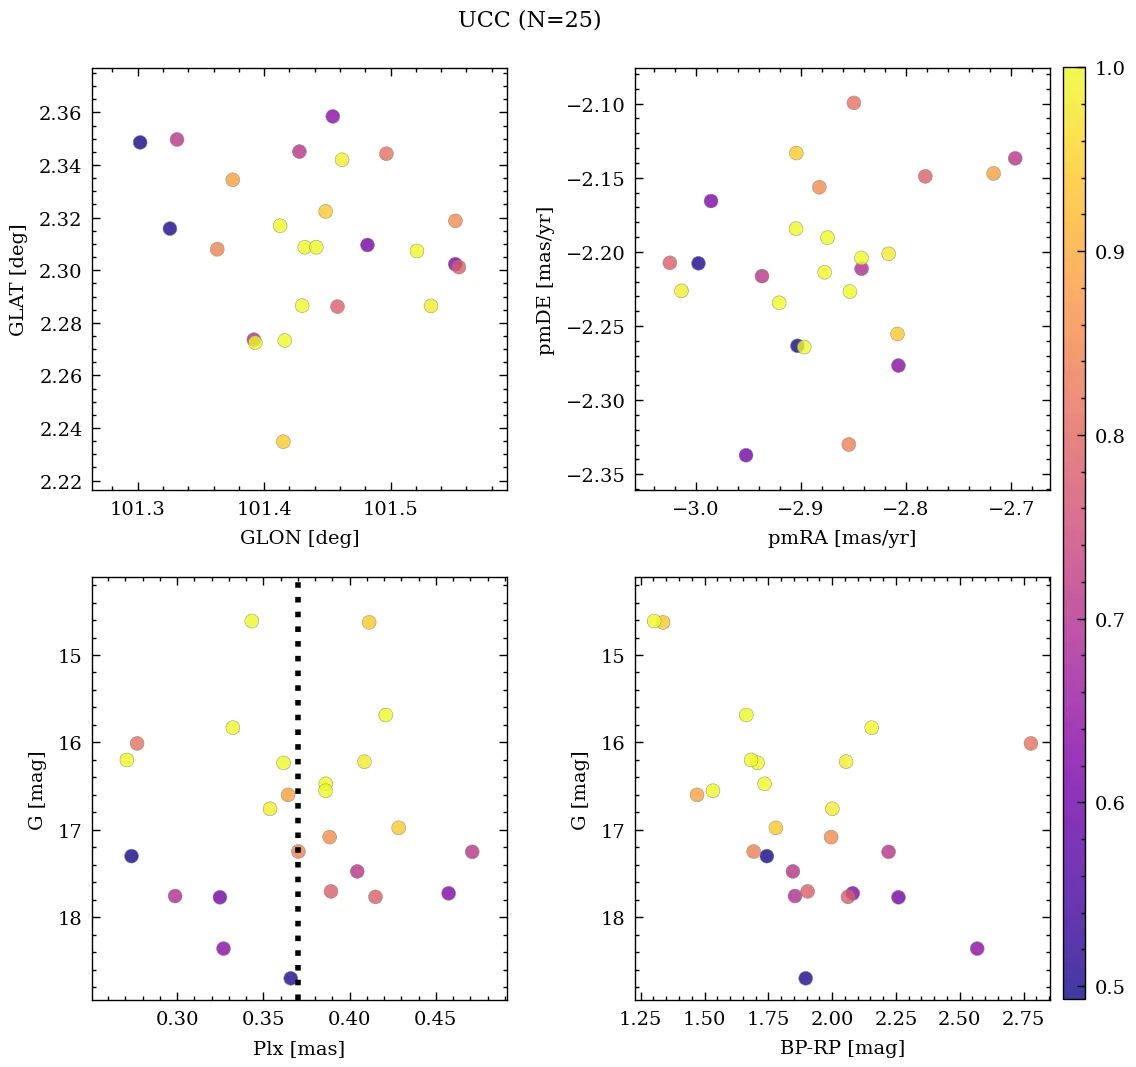 UCC (N=25)
2.36
2.34
2.32
2.30
2.28
2.26
2.24
2.22
GLAT [deg]
101.3 101.4 101.5
GLON [deg]
−2.10
−2.15
−2.20
−2.25
−2.30
−2.35
pmDE [mas/yr]
−3.0 −2.9 −2.8 −2.7
pmRA [mas/yr]
15
16
17
18
G [mag]
0.30 0.35 0.40 0.45
Plx [mas]
15
16
17
18
G [mag]
1.25 1.50 1.75 2.00 2.25 2.50 2.75
BP-RP [mag]
1.0
0.9
0.8
0.7
0.6
0.5